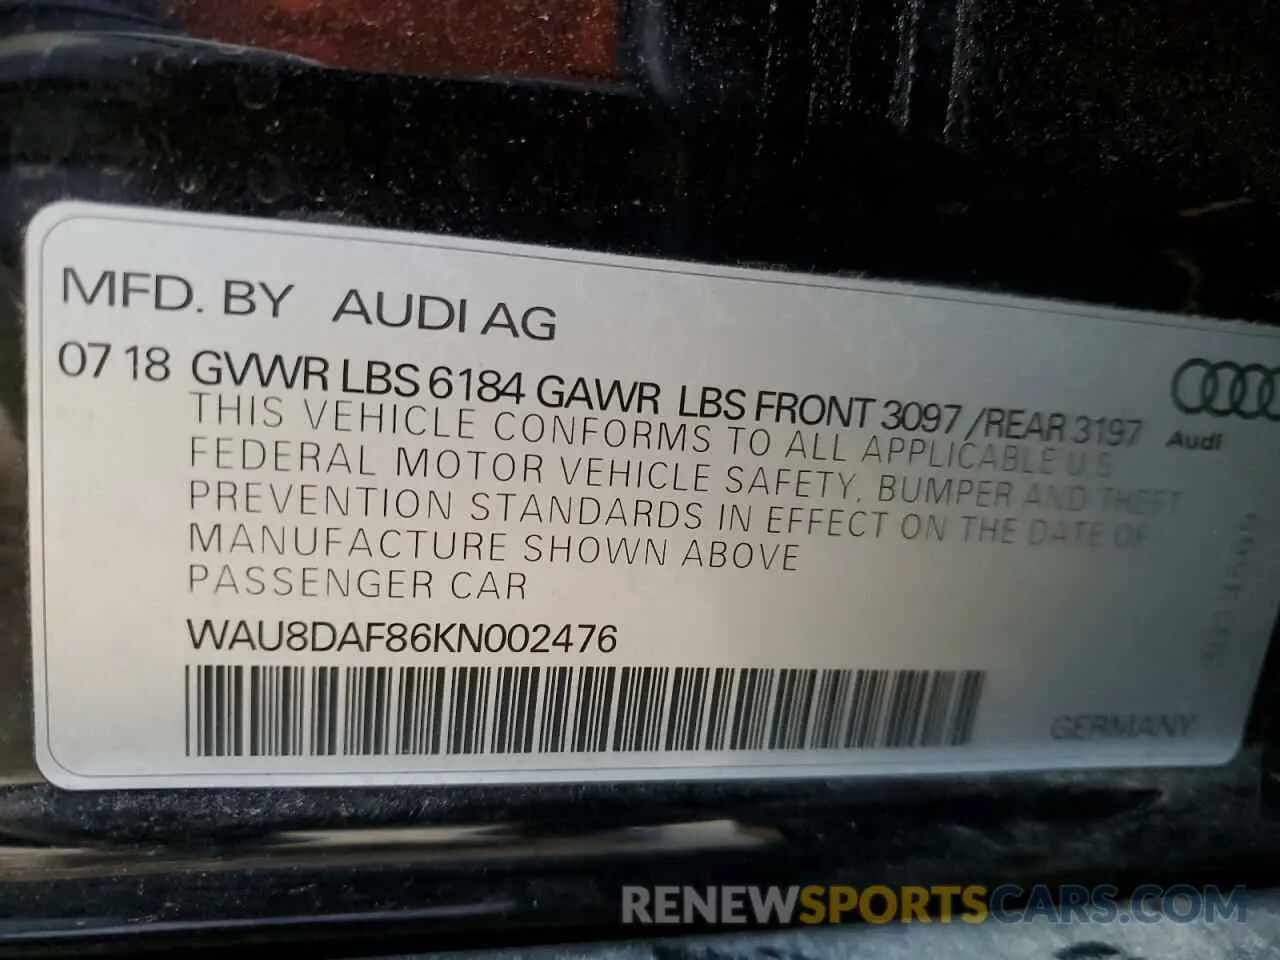 MFD. BY AUDI AG
07 18 GVWR LBS 6184 GAWR LBS FRONT 3097 /REAR 3197
THIS VEHICLE CONFORMS TO ALL APPLICABLE U S
FEDERAL MOTOR VEHICLE SAFETY, BUMPER AND THEFT
PREVENTION STANDARDS IN EFFECT ON THE DATE OF
MANUFACTURE SHOWN ABOVE
PASSENGER CAR
WAU8DAF86KN002476
Audi
GERMANY
RENEWSPORTSCARS.COM